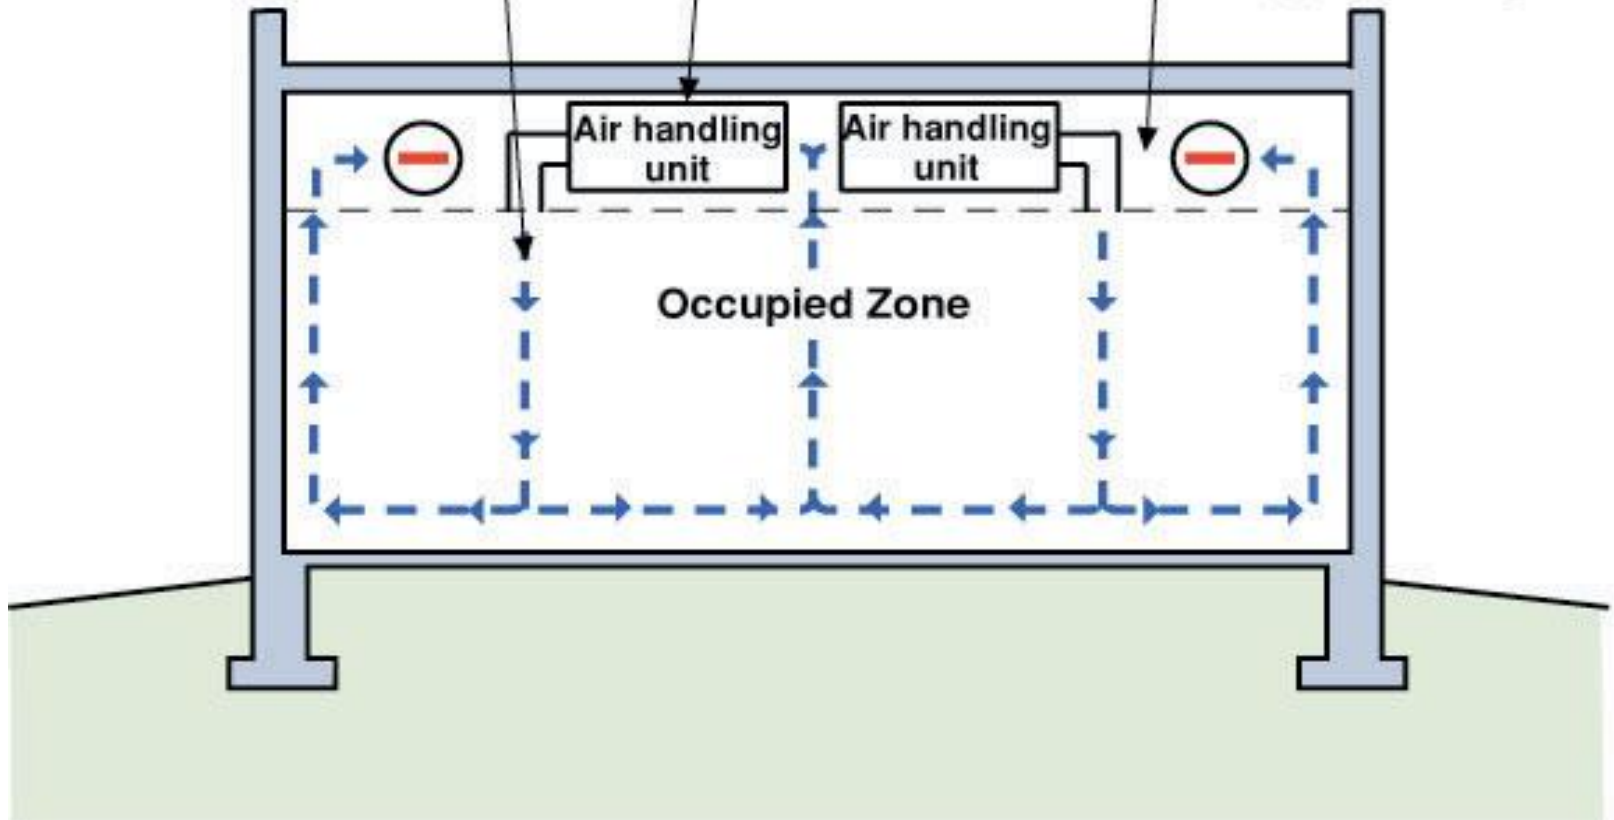 Air handling
unit
Air handling
unit
Occupied Zone